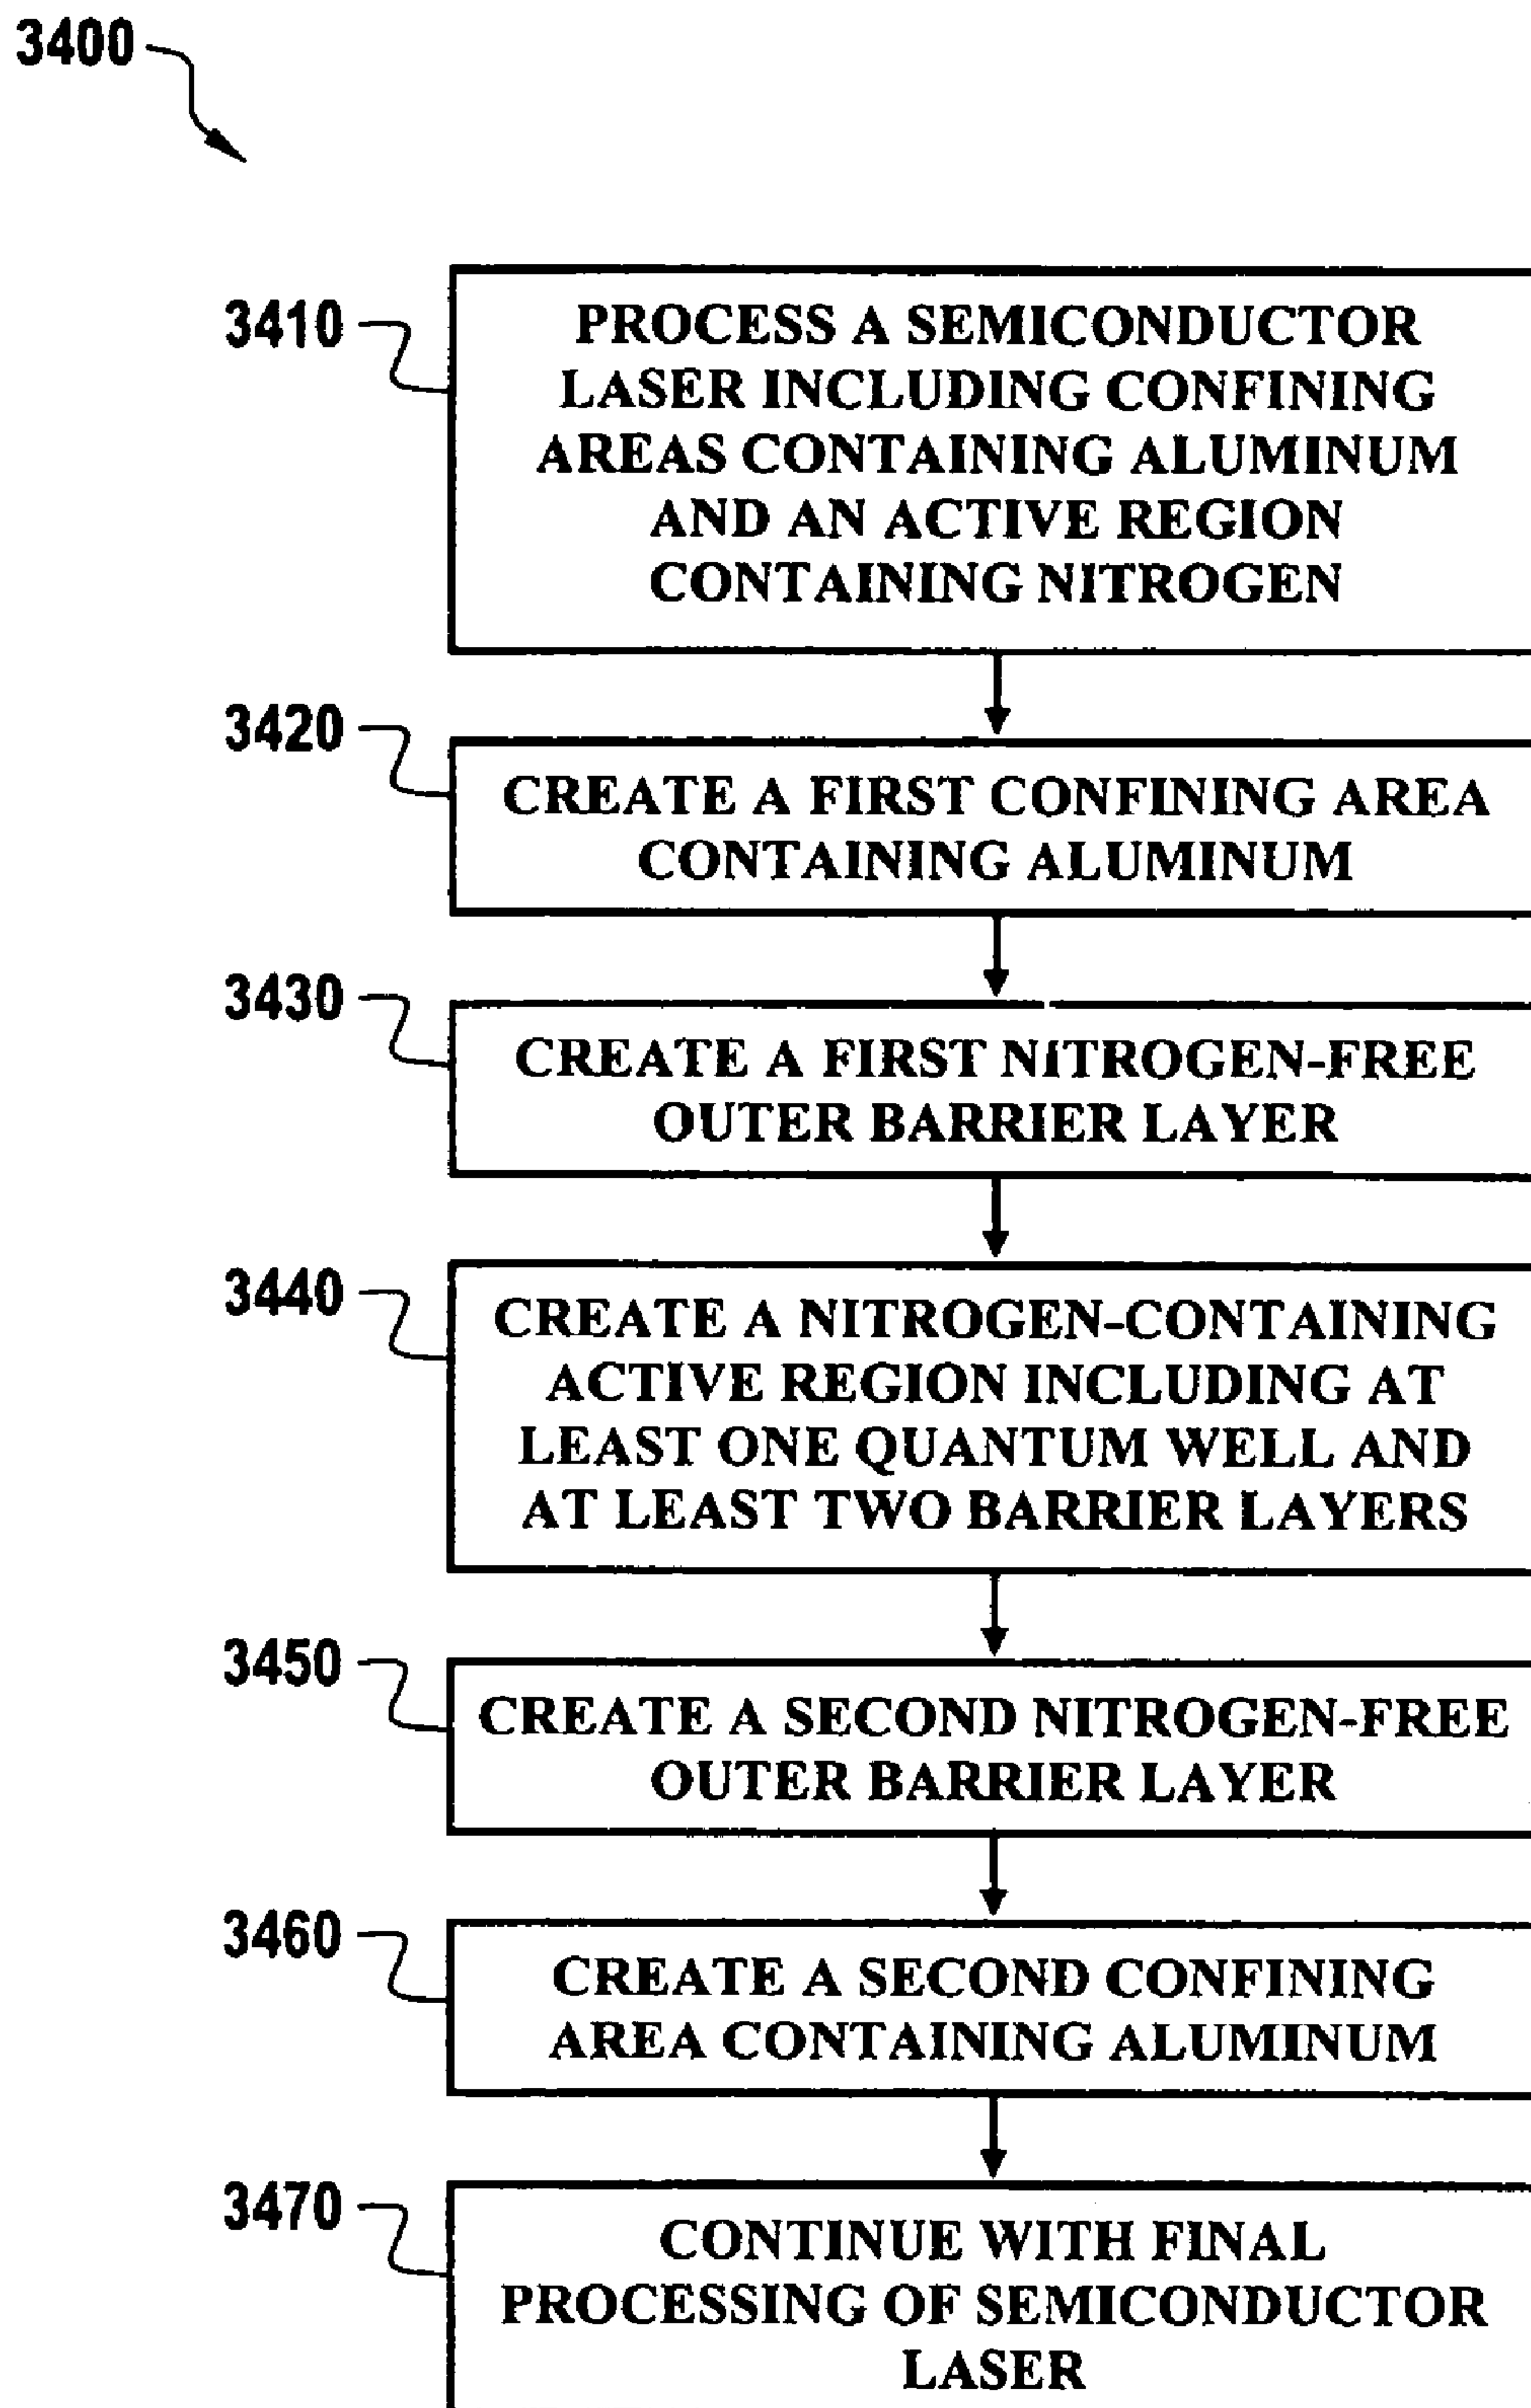 3400
3410
PROCESS A SEMICONDUCTOR
LASER INCLUDING CONFINING
AREAS CONTAINING ALUMINUM
AND AN ACTIVE REGION
CONTAINING NITROGEN
3420
CREATE A FIRST CONFINING AREA
CONTAINING ALUMINUM
3430
CREATE A FIRST NITROGEN-FREE
OUTER BARRIER LAYER
3440
CREATE A NITROGEN-CONTAINING
ACTIVE REGION INCLUDING AT
LEAST ONE QUANTUM WELL AND
AT LEAST TWO BARRIER LAYERS
3450
CREATE A SECOND NITROGEN-FREE
OUTER BARRIER LAYER
3460
CREATE A SECOND CONFINING
AREA CONTAINING ALUMINUM
3470
CONTINUE WITH FINAL
PROCESSING OF SEMICONDUCTOR
LASER